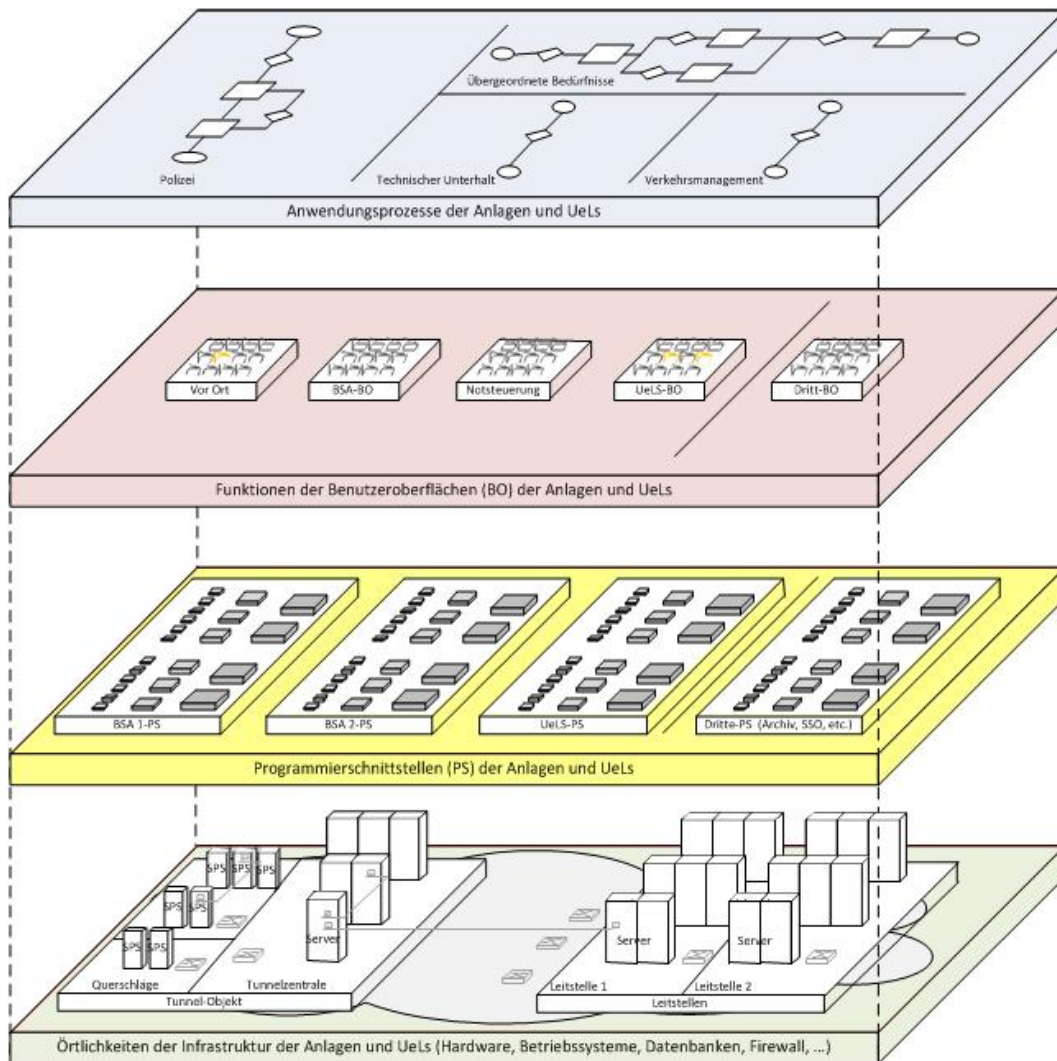 Übergeordnete Bedürfnisse
Polizei
Technischer Unterhalt
Verkehrsmanagement
Anwendungsprozesse der Anlagen und UeLs
Vor Ort
BSA-BO
Notsteuerung
UeLS-BO
Dritt-BO
Funktionen der Benutzeroberflächen (BO) der Anlagen und UeLs
BSA 1-PS
BSA 2-PS
UeLS-PS
Dritte-PS (Archiv, SSO, etc.)
Programmierschnittstellen (PS) der Anlagen und UeLs
SPS
SPS
SPS
SPS
SPS
SPS
SPS
Server
Server
Server
Querschläge
Tunnelzentrale
Leitstelle 1
Leitstelle 2
Tunnel-Objekt
Leitstellen
Örtlichkeiten der Infrastruktur der Anlagen und UeLs (Hardware, Betriebssysteme, Datenbanken, Firewall, ...)